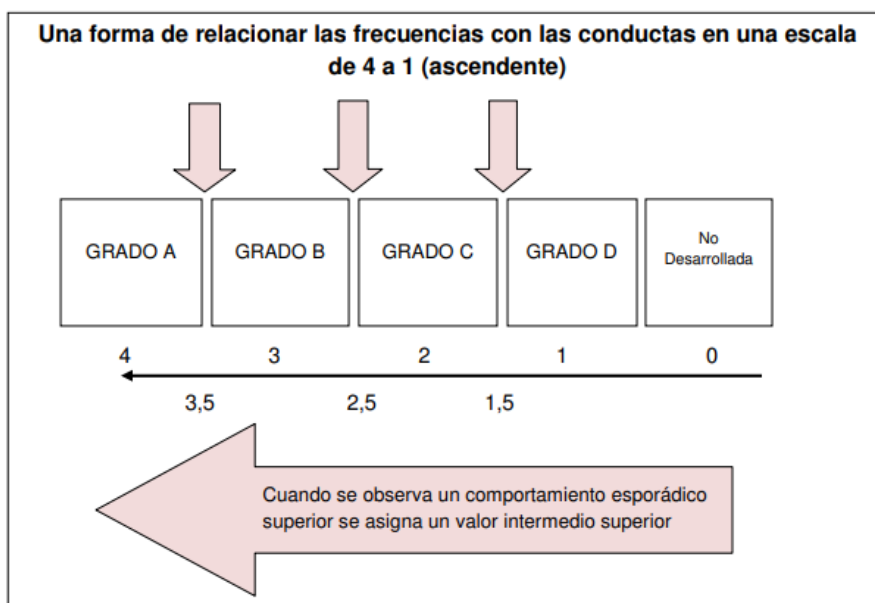 Una forma de relacionar las frecuencias con las conductas en una escala
de 4 a 1 (ascendente)
GRADO A
GRADO B
GRADO C
GRADO D
No
Desarrollada
4
3
2
1
0
3,5
2,5
1,5
Cuando se observa un comportamiento esporádico
superior se asigna un valor intermedio superior